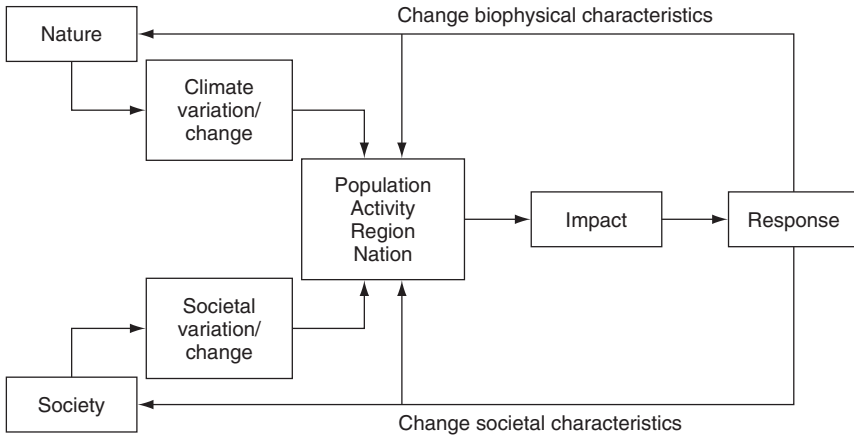 Change biophysical characteristics
Nature
Climate
variation/
change
Population
Activity
Region
Nation
Impact
Response
Societal
variation/
change
Society
Change societal characteristics